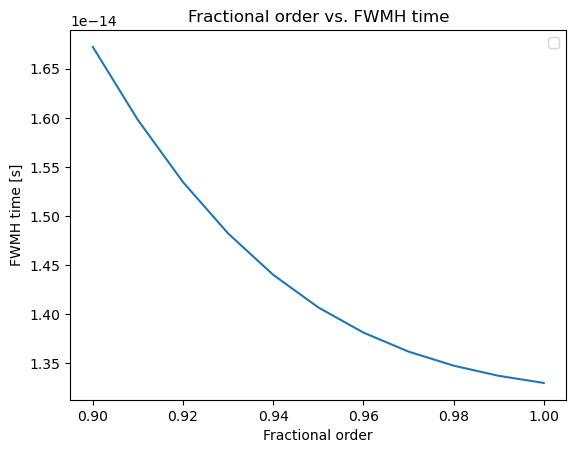 Fractional order vs. FWMH time
1e−14
1.65
1.60
1.55
1.50
1.45
1.40
1.35
FWMH time [s]
0.90 0.92 0.94 0.96 0.98 1.00
Fractional order